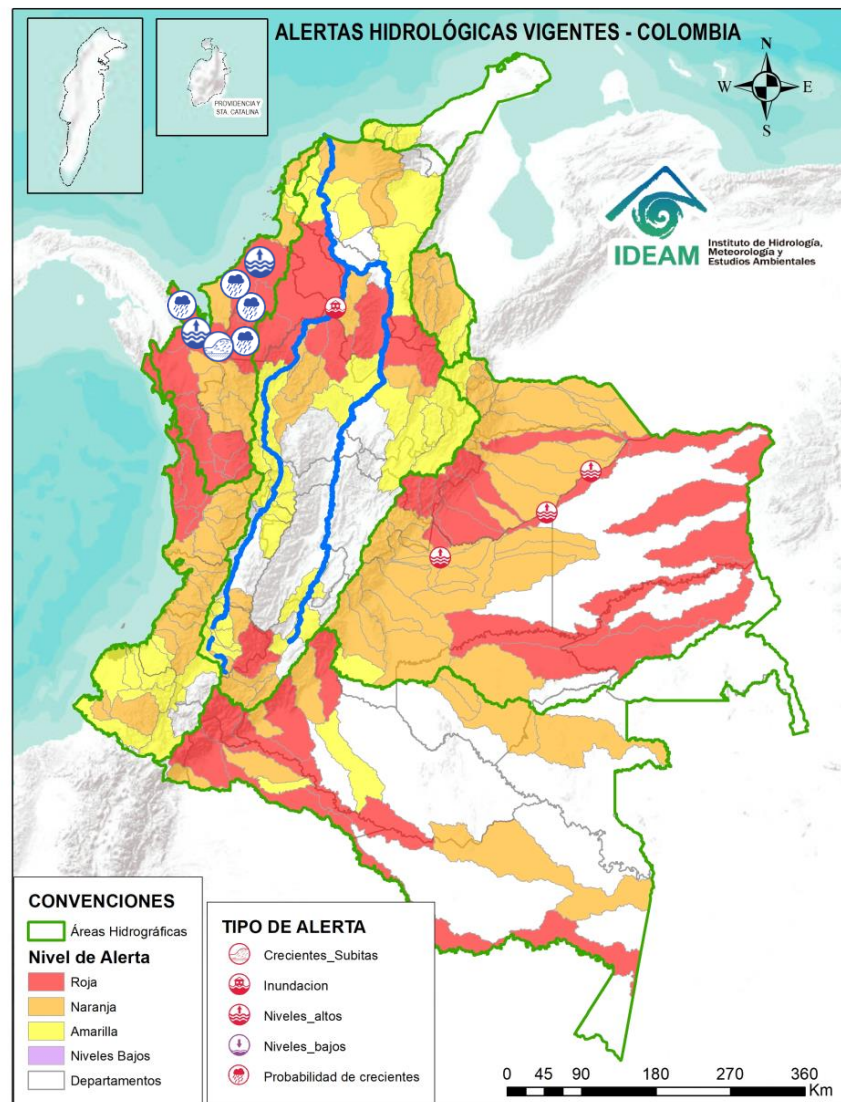 ALERTAS HIDROLÓGICAS VIGENTES - COLOMBIA
PROVIDENCIA Y
STA. CATALINA
N
W
E
S
IDEAM
Instituto de Hidrología,
Meteorología y
Estudios Ambientales
CONVENCIONES
Áreas Hidrográficas
Nivel de Alerta
Roja
Naranja
Amarilla
Niveles Bajos
Departamentos
TIPO DE ALERTA
Crecientes_Subitas
Inundacion
Niveles_altos
Niveles_bajos
Probabilidad de crecientes
0 45 90 180 270 360
Km